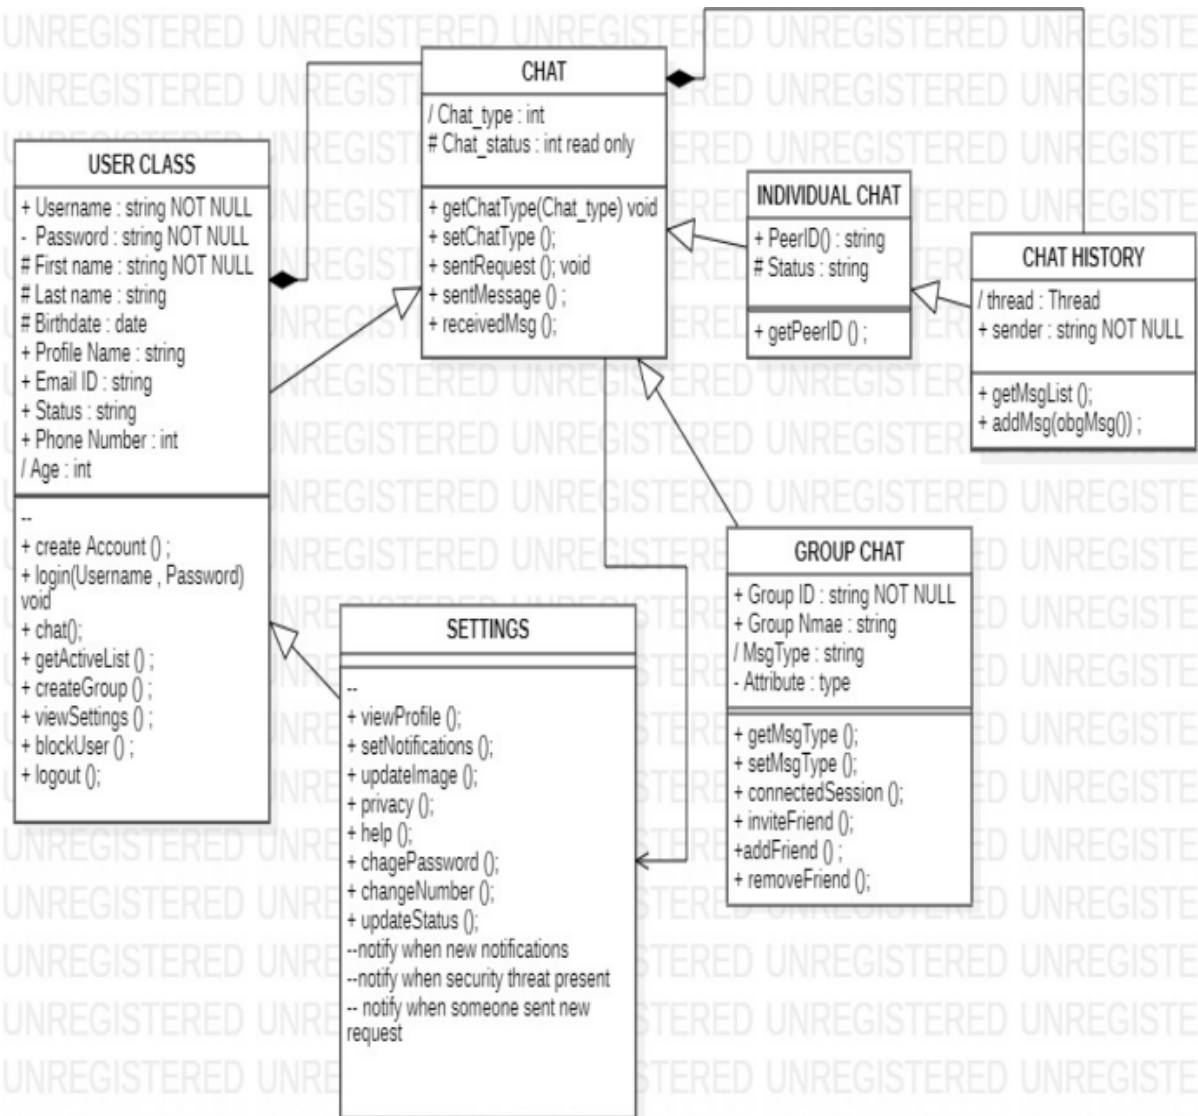 CHAT
/ Chat_type : int
# Chat_status : int read only
+ getChatType(Chat_type) void
+ setChatType ();
+ sentRequest (); void
+ sentMessage () ;
+ receivedMsg ();
USER CLASS
+ Username : string NOT NULL
- Password : string NOT NULL
# First name : string NOT NULL
# Last name : string
# Birthdate : date
+ Profile Name : string
+ Email ID : string
+ Status : string
+ Phone Number : int
/ Age : int
--
+ create Account () ;
+ login(Username , Password)
void
+ chat();
+ getActiveList () ;
+ createGroup () ;
+ viewSettings () ;
+ blockUser () ;
+ logout ();
INDIVIDUAL CHAT
+ PeerID() : string
# Status : string
+ getPeerID () ;
CHAT HISTORY
/ thread : Thread
+ sender : string NOT NULL
+ getMsgList ();
+ addMsg(obgMsg()) ;
SETTINGS
--
+ viewProfile ();
+ setNotifications ();
+ updateImage ();
+ privacy ();
+ help ();
+ chagePassword ();
+ changeNumber ();
+ updateStatus ();
--notify when new notifications
--notify when security threat present
-- notify when someone sent new
request
GROUP CHAT
+ Group ID : string NOT NULL
+ Group Nmae : string
/ MsgType : string
- Attribute : type
+ getMsgType ();
+ setMsgType ();
+ connectedSession ();
+ inviteFriend ();
+addFriend () ;
+ removeFriend ();
UNREGISTERED UNREGISTERED UNREGISTERED UNREGISTERED UNREGISTE